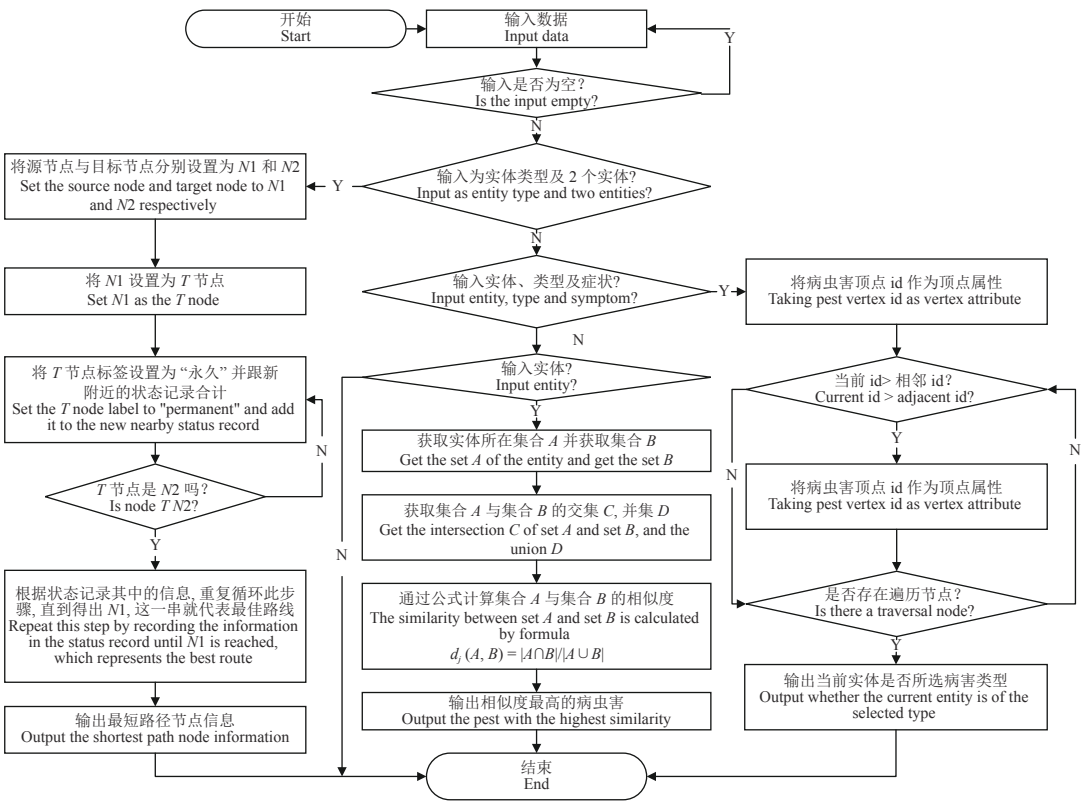 开始
Start
输入数据
Input data
Y
输入是否为空?
Is the input empty?
N
输入为实体类型及 2 个实体?
Input as entity type and two entities?
Y
将源节点与目标节点分别设置为 N1 和 N2
Set the source node and target node to N1
and N2 respectively
将 N1 设置为 T 节点
Set N1 as the T node
将 T 节点标签设置为 “永久” 并跟新
附近的状态记录合计
Set the T node label to "permanent" and add
it to the new nearby status record
N
T 节点是 N2 吗?
Is node T N2?
Y
根据状态记录其中的信息, 重复循环此步
骤, 直到得出 N1, 这一串就代表最佳路线
Repeat this step by recording the information
in the status record until N1 is reached,
which represents the best route
输出最短路径节点信息
Output the shortest path node information
N
输入实体、类型及症状?
Input entity, type and symptom?
N
输入实体?
Input entity?
N
Y
获取实体所在集合 A 并获取集合 B
Get the set A of the entity and get the set B
获取集合 A 与集合 B 的交集 C, 并集 D
Get the intersection C of set A and set B, and the
union D
通过公式计算集合 A 与集合 B 的相似度
The similarity between set A and set B is calculated
by formula
dj (A, B) = |A∩B|/|A∪B|
输出相似度最高的病虫害
Output the pest with the highest similarity
Y
将病虫害顶点 id 作为顶点属性
Taking pest vertex id as vertex attribute
当前 id> 相邻 id?
Current id > adjacent id?
Y
N
N
将病虫害顶点 id 作为顶点属性
Taking pest vertex id as vertex attribute
是否存在遍历节点?
Is there a traversal node?
Y
输出当前实体是否所选病害类型
Output whether the current entity is of the
selected type
结束
End